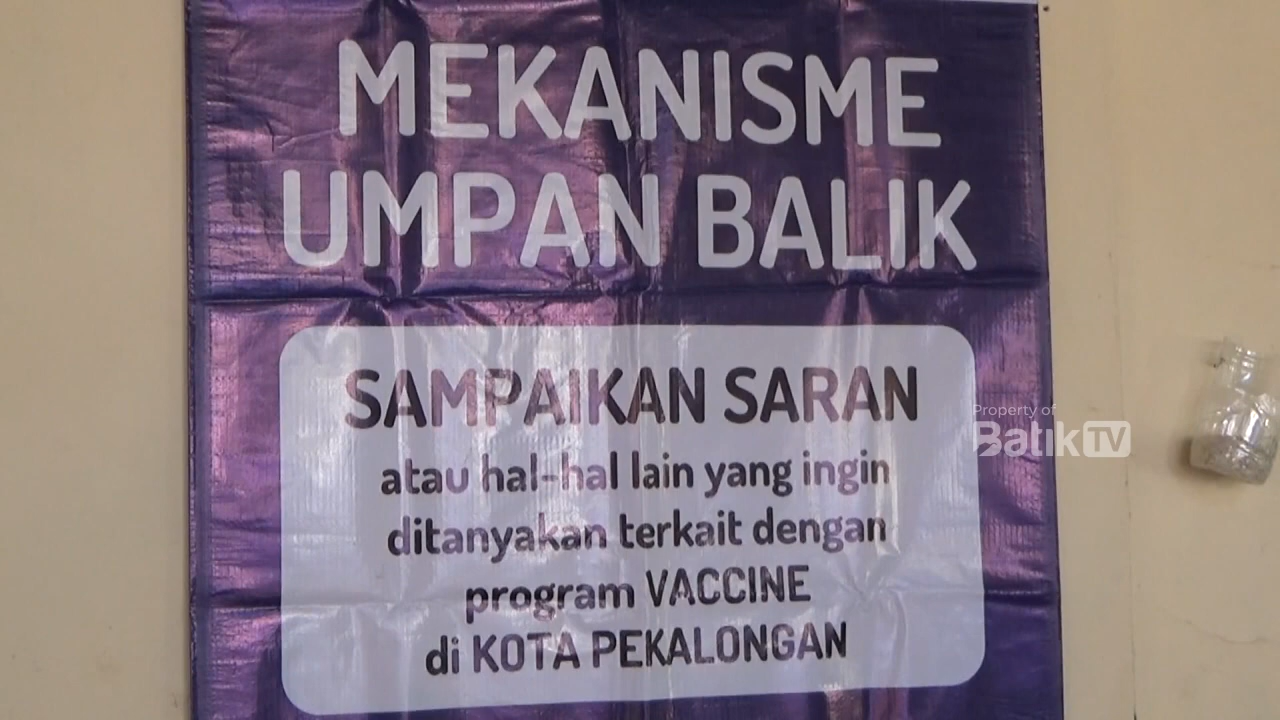 MEKANISME
UMPAN BALIK
SAMPAIKAN SARAN
atau hal-hal lain yang ingin
ditanyakan terkait dengan
program VACCINE
di KOTA PEKALONGAN
Property of
BatikTV